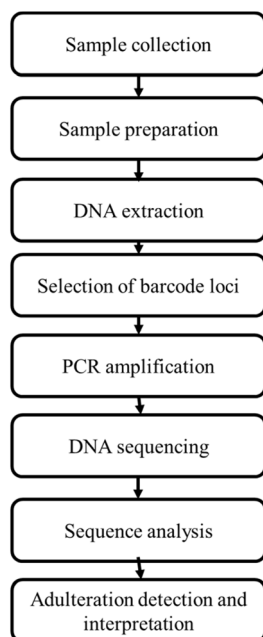 Sample collection
Sample preparation
DNA extraction
Selection of barcode loci
PCR amplification
DNA sequencing
Sequence analysis
Adulteration detection and
interpretation